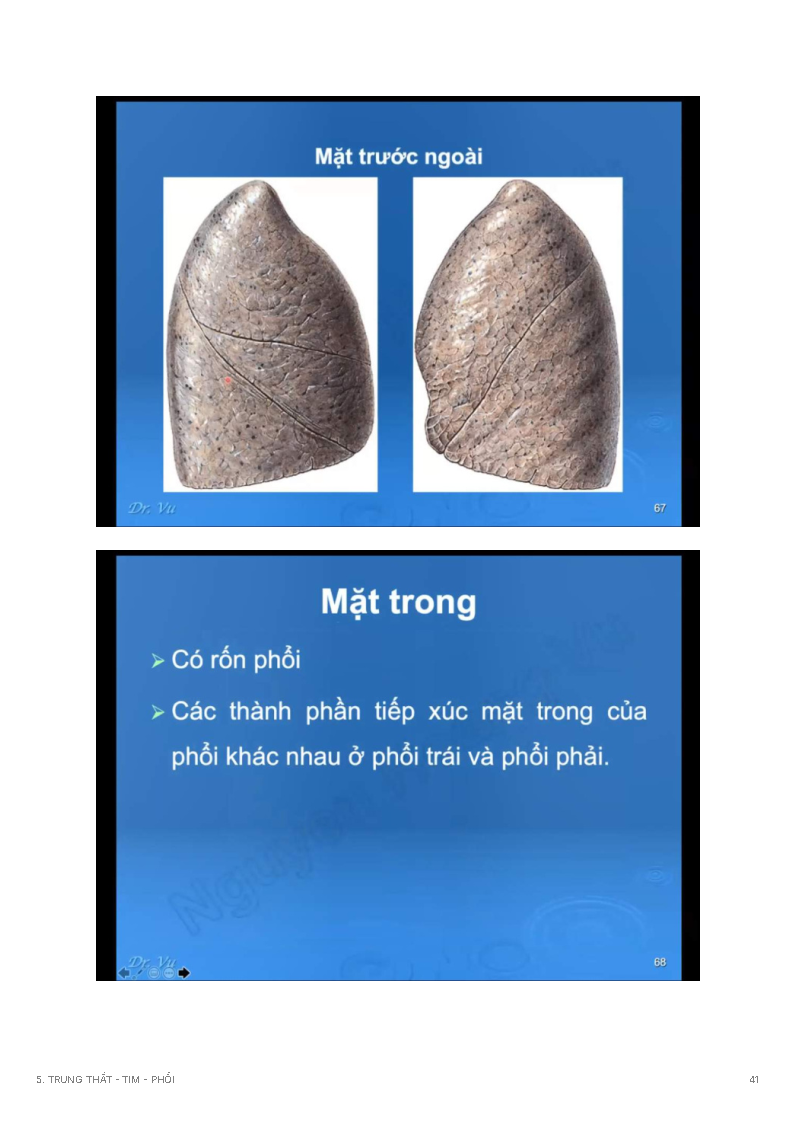 Mặt trước ngoài
Dr. Vu
67
Mặt trong
Có rốn phổi
Các thành phần tiếp xúc mặt trong của
phổi khác nhau ở phổi trái và phổi phải.
Dr. Vu
68
5. TRUNG THẤT - TIM - PHỔI
41